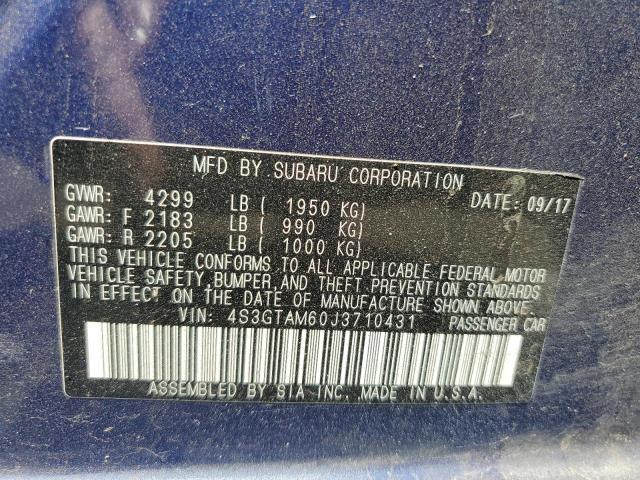 MFD BY SUBARU CORPORATION
GVWR: 4299 LB ( 1950 KG) DATE: 09/17
GAWR: F 2183 LB ( 990 KG)
GAWR: R 2205 LB ( 1000 KG)
THIS VEHICLE CONFORMS TO ALL APPLICABLE FEDERAL MOTOR
VEHICLE SAFETY, BUMPER, AND THEFT PREVENTION STANDARDS
IN EFFECT ON THE DATE OF MANUFACTURE SHOWN ABOVE.
VIN: 4S3GTAM60J3710431 PASSENGER CAR
ASSEMBLED BY SIA INC. MADE IN U.S.A.